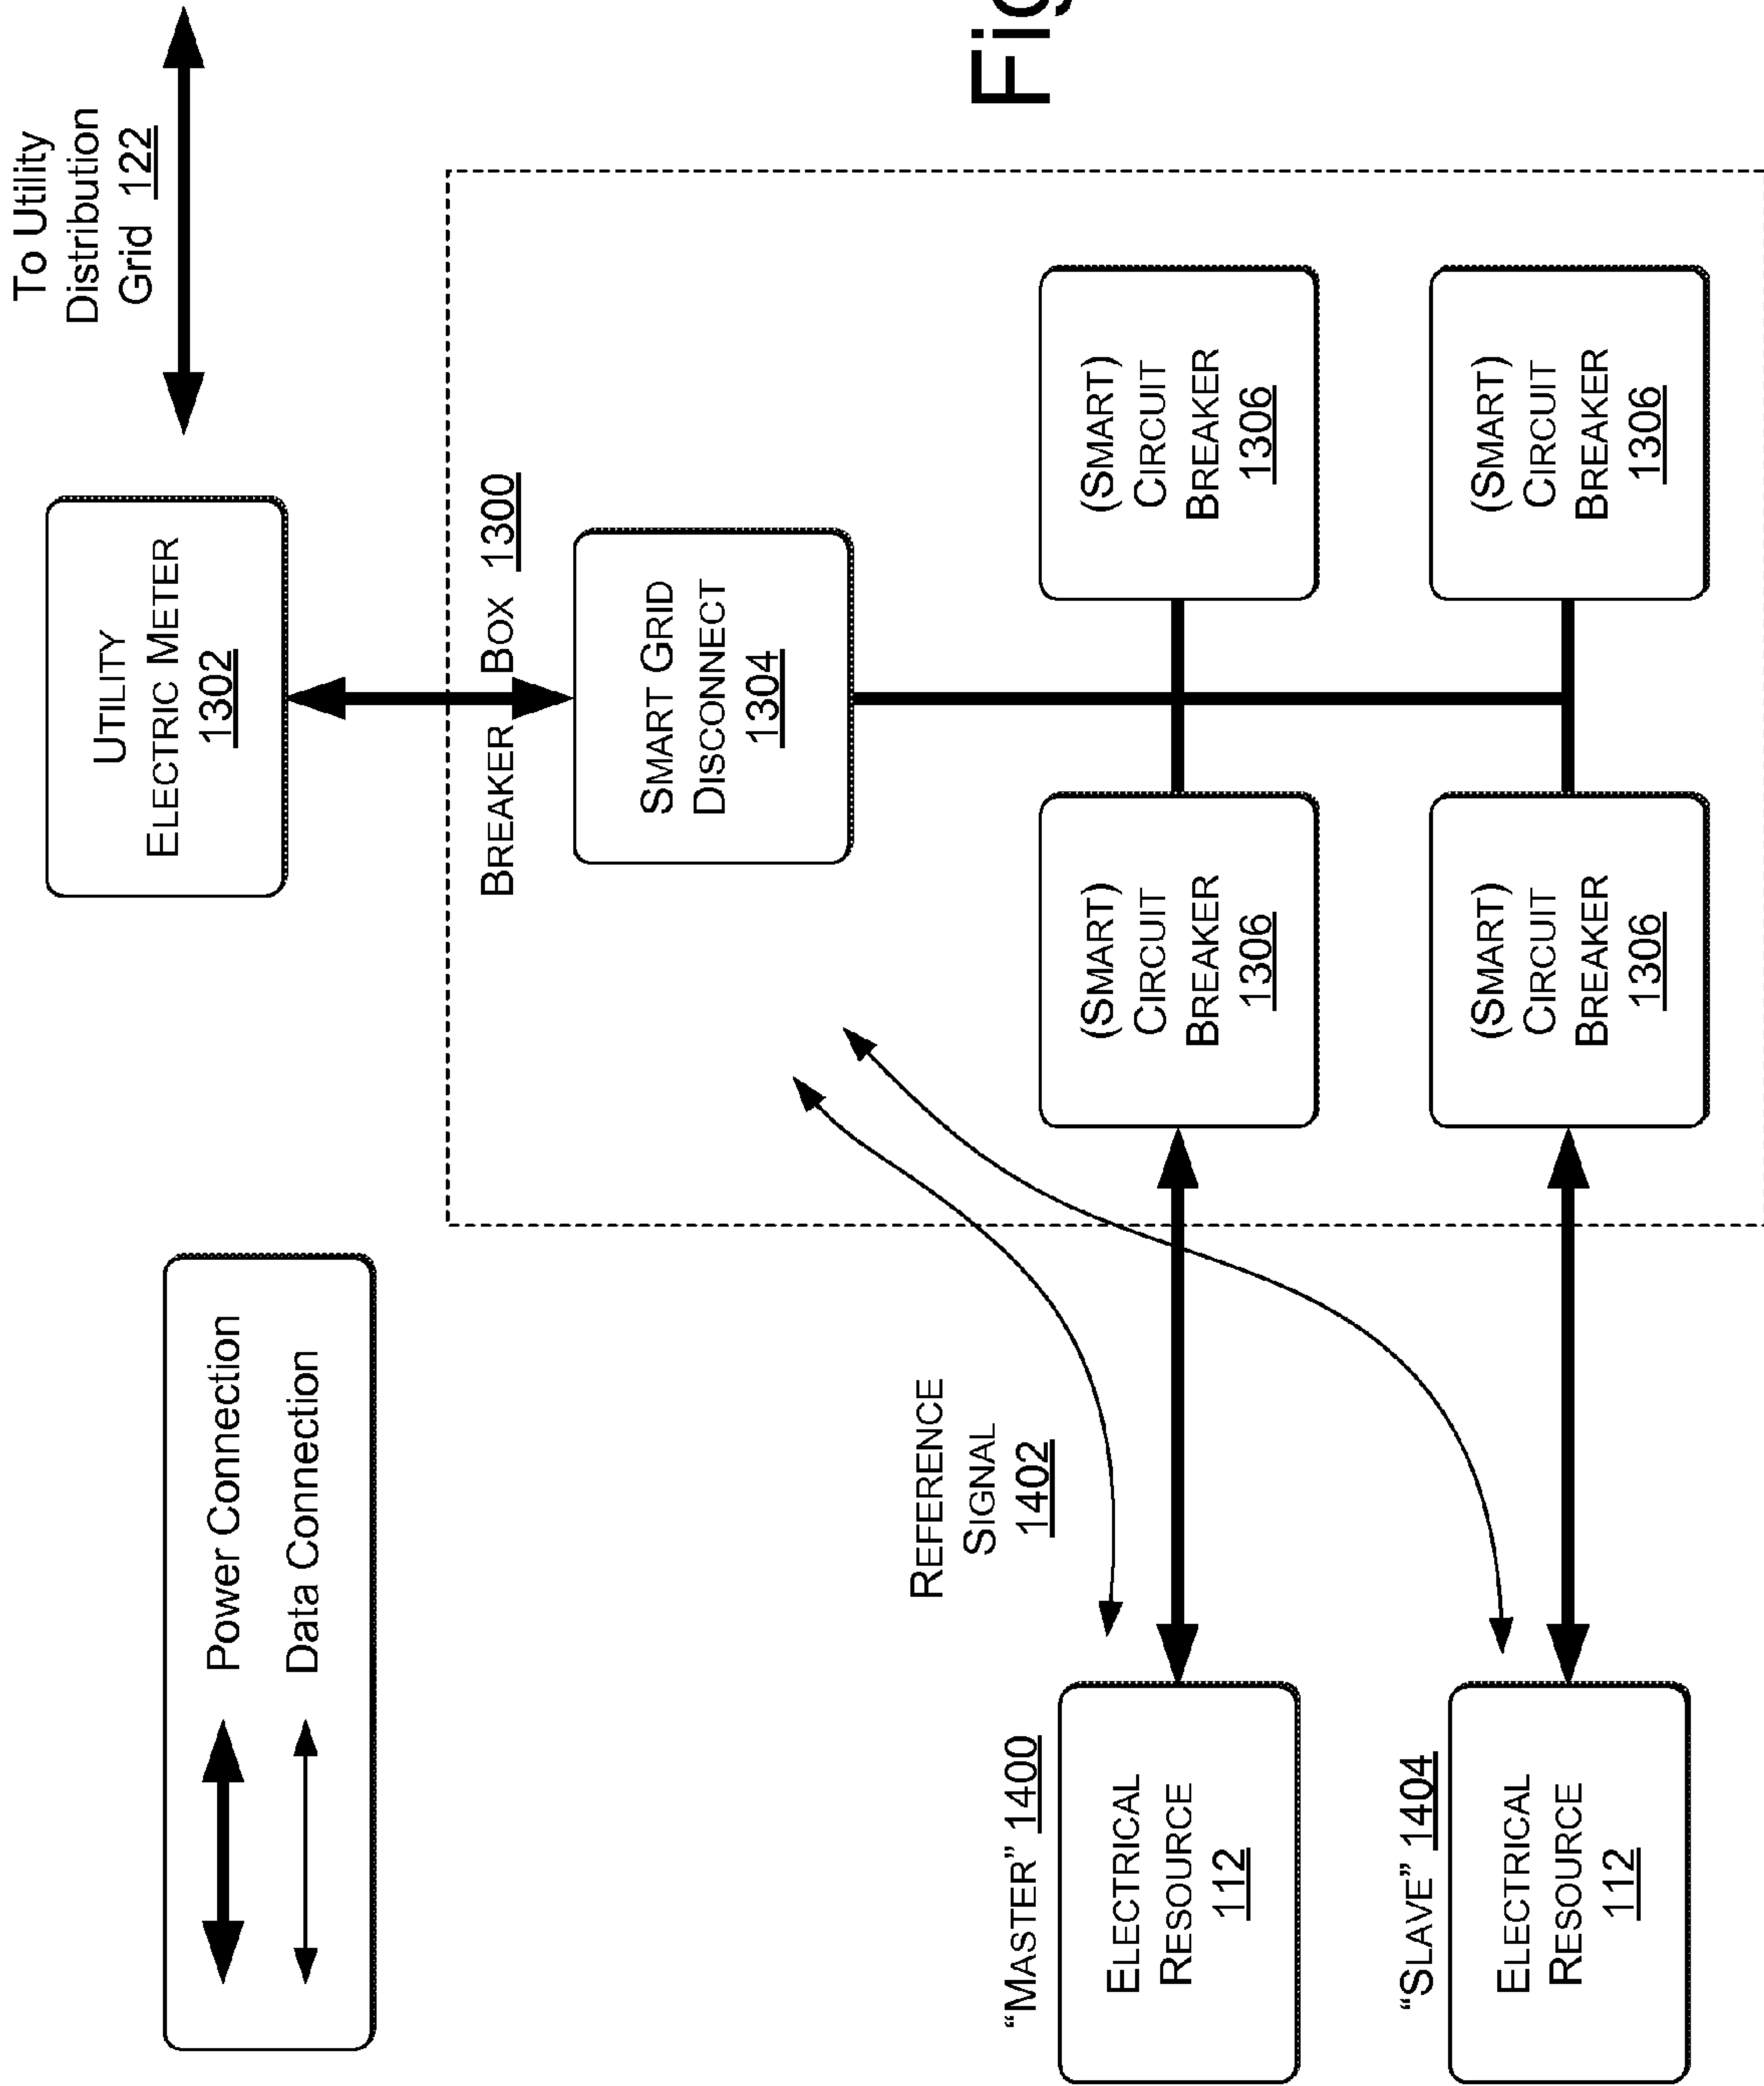 Power Connection
Data Connection
To Utility
Distribution
Grid 122
UTILITY
ELECTRIC METER
1302
BREAKER BOX 1300
SMART GRID
DISCONNECT
1304
REFERENCE
SIGNAL
1402
"MASTER" 1400
ELECTRICAL
RESOURCE
112
(SMART)
CIRCUIT
BREAKER
1306
(SMART)
CIRCUIT
BREAKER
1306
"SLAVE" 1404
ELECTRICAL
RESOURCE
112
(SMART)
CIRCUIT
BREAKER
1306
(SMART)
CIRCUIT
BREAKER
1306
Fig